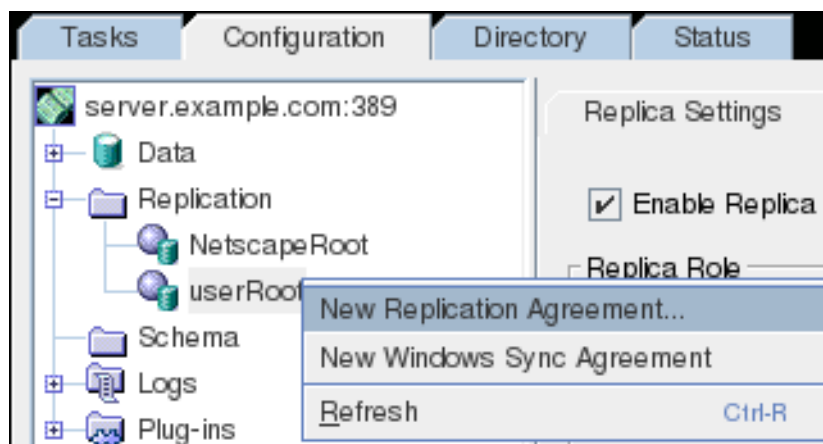 Tasks Configuration Directory Status
server.example.com:389
Replica Settings
Data
Replication
Enable Replica
NetscapeRoot
Replica Role
userRoot
New Replication Agreement...
Schema
New Windows Sync Agreement
Logs
Refresh Ctrl-R
Plug-ins